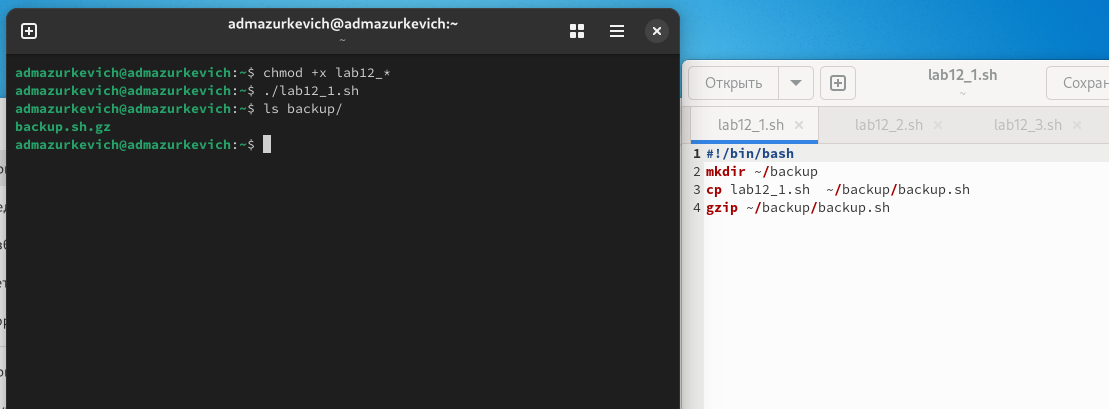 admazurkevich@admazurkevich:~
~
admazurkevich@admazurkevich:~$ chmod +x lab12_*
admazurkevich@admazurkevich:~$ ./lab12_1.sh
admazurkevich@admazurkevich:~$ ls backup/
backup.sh.gz
admazurkevich@admazurkevich:~$
Открыть
lab12_1.sh
~
Сохран
lab12_1.sh × lab12_2.sh × lab12_3.sh ×
1 #!/bin/bash
2 mkdir ~/backup
3 cp lab12_1.sh  ~/backup/backup.sh
4 gzip ~/backup/backup.sh